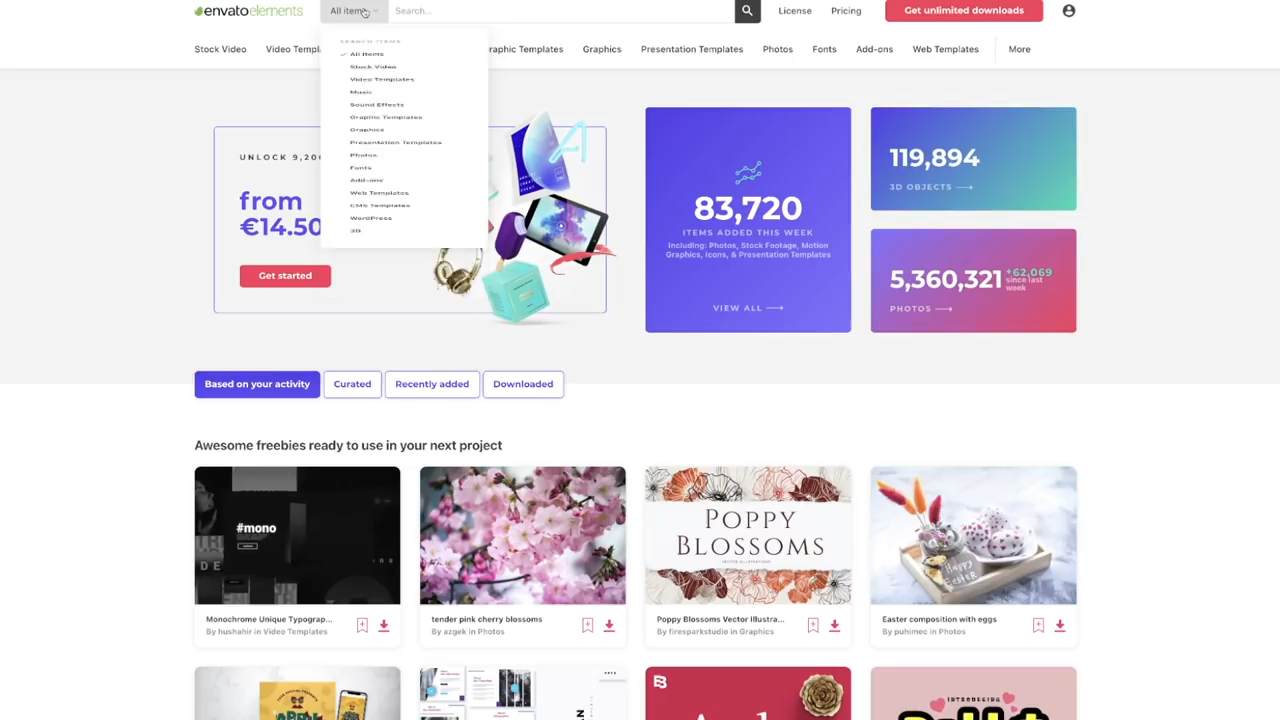 envatoelements
All items
Search...
License
Pricing
Get unlimited downloads
Stock Video
Video Templ
raphic Templates
Graphics
Presentation Templates
Photos
Fonts
Add-ons
Web Templates
More
SEARCH ITEMS
All Items
Stock Video
Video Templates
Music
Sound Effects
Graphic Templates
Graphics
Presentation Templates
Photos
Fonts
Add-ons
Web Templates
CMS Templates
WordPress
3D
UNLOCK 9,20
from
€14.50
Get started
83,720
ITEMS ADDED THIS WEEK
Including: Photos, Stock Footage, Motion
Graphics, Icons, & Presentation Templates
VIEW ALL
119,894
3D OBJECTS
5,360,321
+62,069
since last
week
PHOTOS
Based on your activity
Curated
Recently added
Downloaded
Awesome freebies ready to use in your next project
#mono
POPPY
BLOSSOMS
Happy
Easter
Monochrome Unique Typograp...
By hushahir in Video Templates
tender pink cherry blossoms
By azgek in Photos
Poppy Blossoms Vector Illustra...
By firesparkstudio in Graphics
Easter composition with eggs
By puhimec in Photos
INTRODUCING